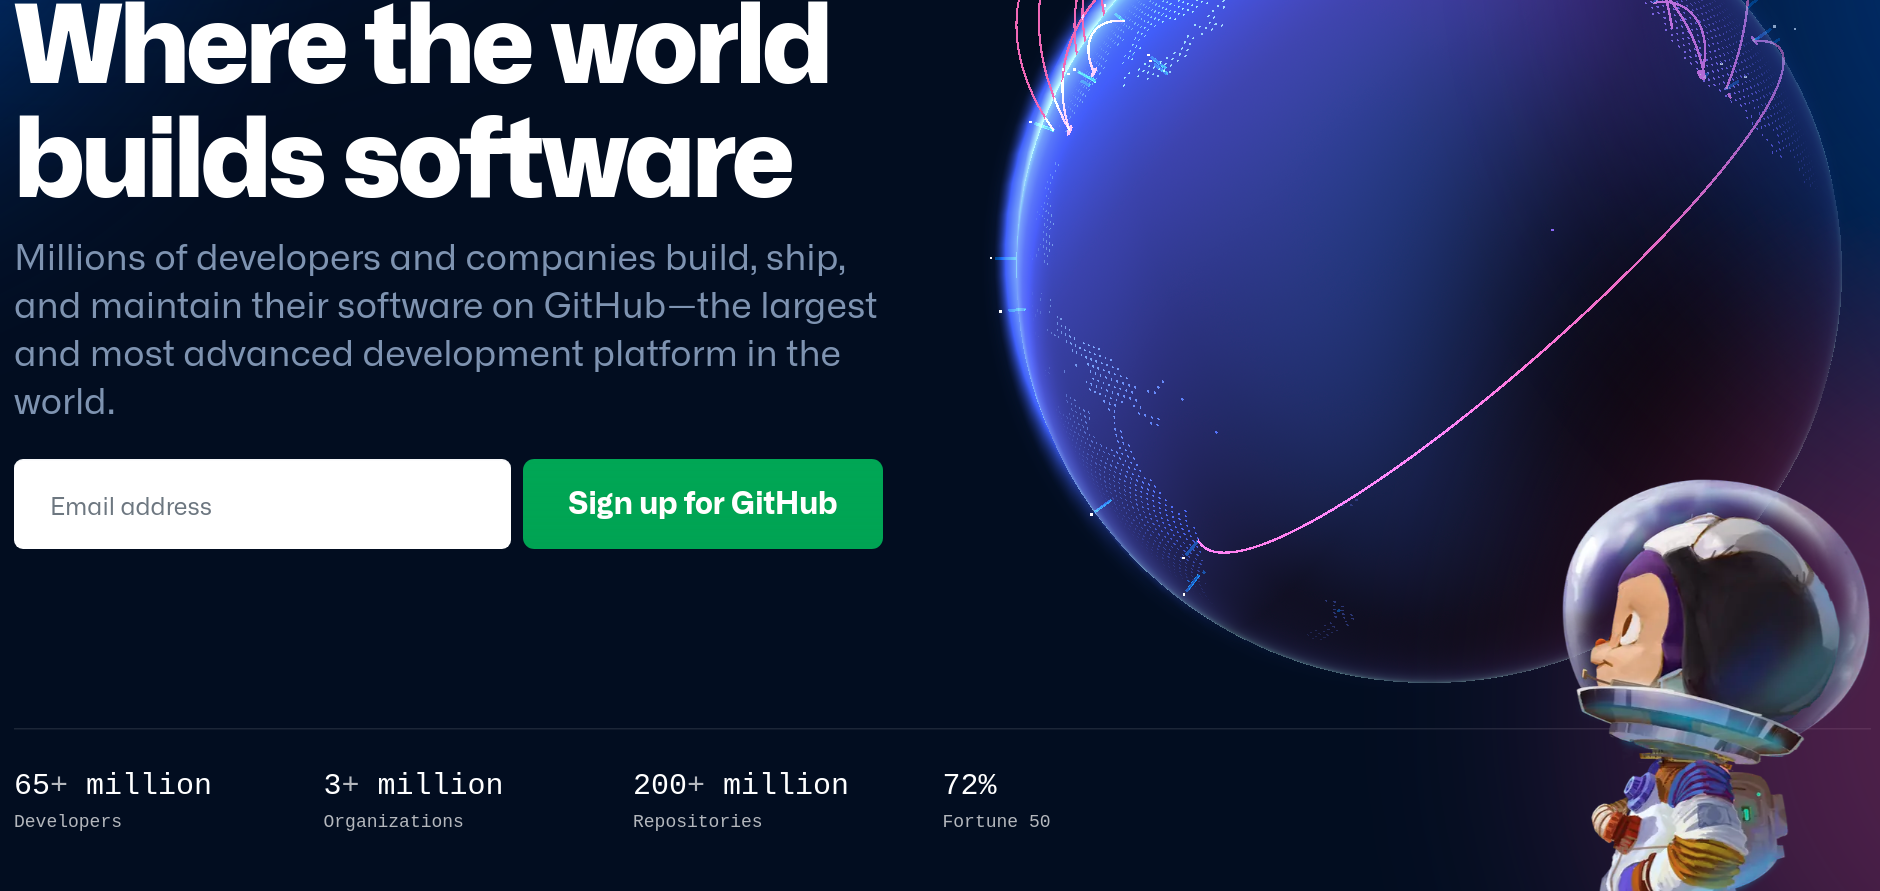 Where the world
builds software
Millions of developers and companies build, ship,
and maintain their software on GitHub—the largest
and most advanced development platform in the
world.
Email address
Sign up for GitHub
65+ million
Developers
3+ million
Organizations
200+ million
Repositories
72%
Fortune 50